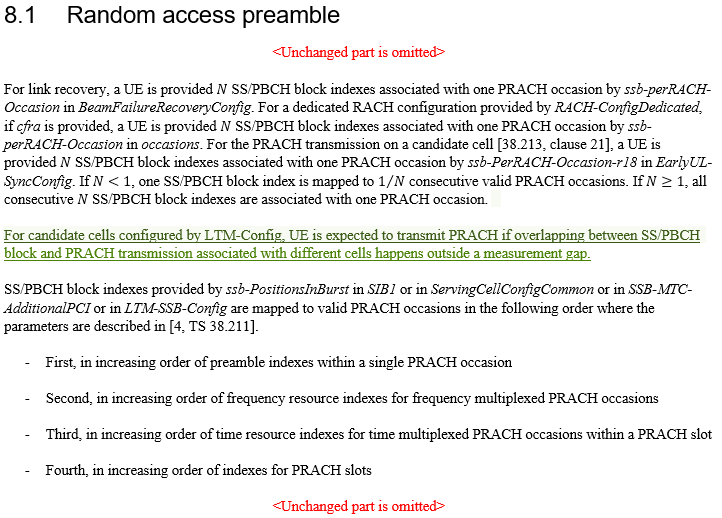 8.1 Random access preamble
<Unchanged part is omitted>
For link recovery, a UE is provided N SS/PBCH block indexes associated with one PRACH occasion by ssb-perRACH-
Occasion in BeamFailureRecoveryConfig. For a dedicated RACH configuration provided by RACH-ConfigDedicated,
if cfra is provided, a UE is provided N SS/PBCH block indexes associated with one PRACH occasion by ssb-
perRACH-Occasion in occasions. For the PRACH transmission on a candidate cell [38.213, clause 21], a UE is
provided N SS/PBCH block indexes associated with one PRACH occasion by ssb-PerRACH-Occasion-r18 in EarlyUL-
SyncConfig. If N < 1, one SS/PBCH block index is mapped to 1/N consecutive valid PRACH occasions. If N ≥ 1, all
consecutive N SS/PBCH block indexes are associated with one PRACH occasion.
For candidate cells configured by LTM-Config, UE is expected to transmit PRACH if overlapping between SS/PBCH
block and PRACH transmission associated with different cells happens outside a measurement gap.
SS/PBCH block indexes provided by ssb-PositionsInBurst in SIB1 or in ServingCellConfigCommon or in SSB-MTC-
AdditionalPCI or in LTM-SSB-Config are mapped to valid PRACH occasions in the following order where the
parameters are described in [4, TS 38.211].
- First, in increasing order of preamble indexes within a single PRACH occasion
- Second, in increasing order of frequency resource indexes for frequency multiplexed PRACH occasions
- Third, in increasing order of time resource indexes for time multiplexed PRACH occasions within a PRACH slot
- Fourth, in increasing order of indexes for PRACH slots
<Unchanged part is omitted>